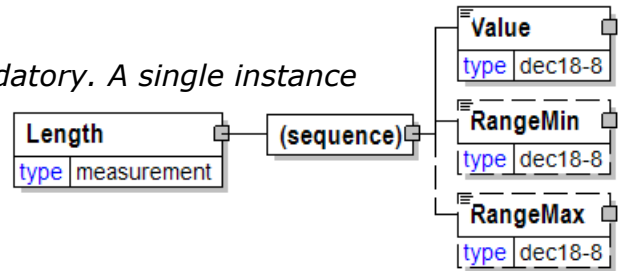 Value
type dec18-8
datory. A single instance
RangeMin
Length
(sequence)
type dec18-8
type measurement
RangeMax
type dec18-8